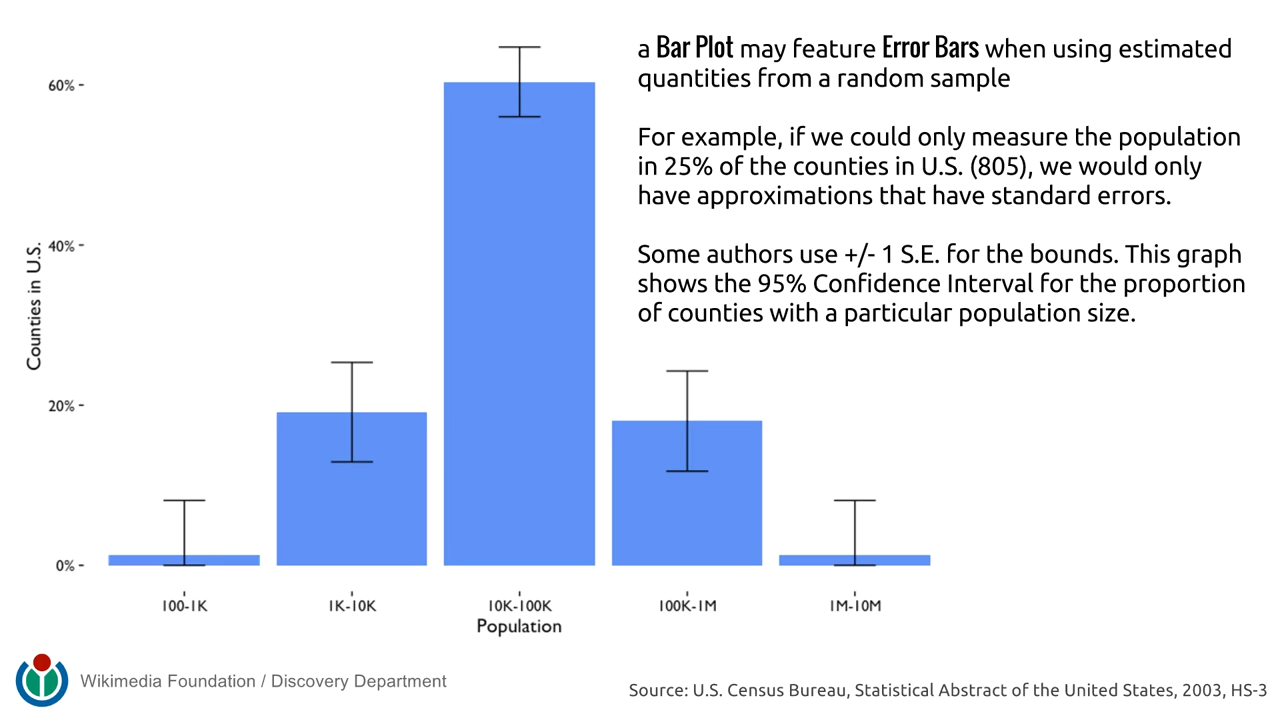 a Bar Plot may feature Error Bars when using estimated
quantities from a random sample
For example, if we could only measure the population
in 25% of the counties in U.S. (805), we would only
have approximations that have standard errors.
Some authors use +/- 1 S.E. for the bounds. This graph
shows the 95% Confidence Interval for the proportion
of counties with a particular population size.
Counties in U.S.
60%
40%
20%
0%
100-1K
1K-10K
10K-100K
100K-1M
1M-10M
Population
Wikimedia Foundation / Discovery Department
Source: U.S. Census Bureau, Statistical Abstract of the United States, 2003, HS-3